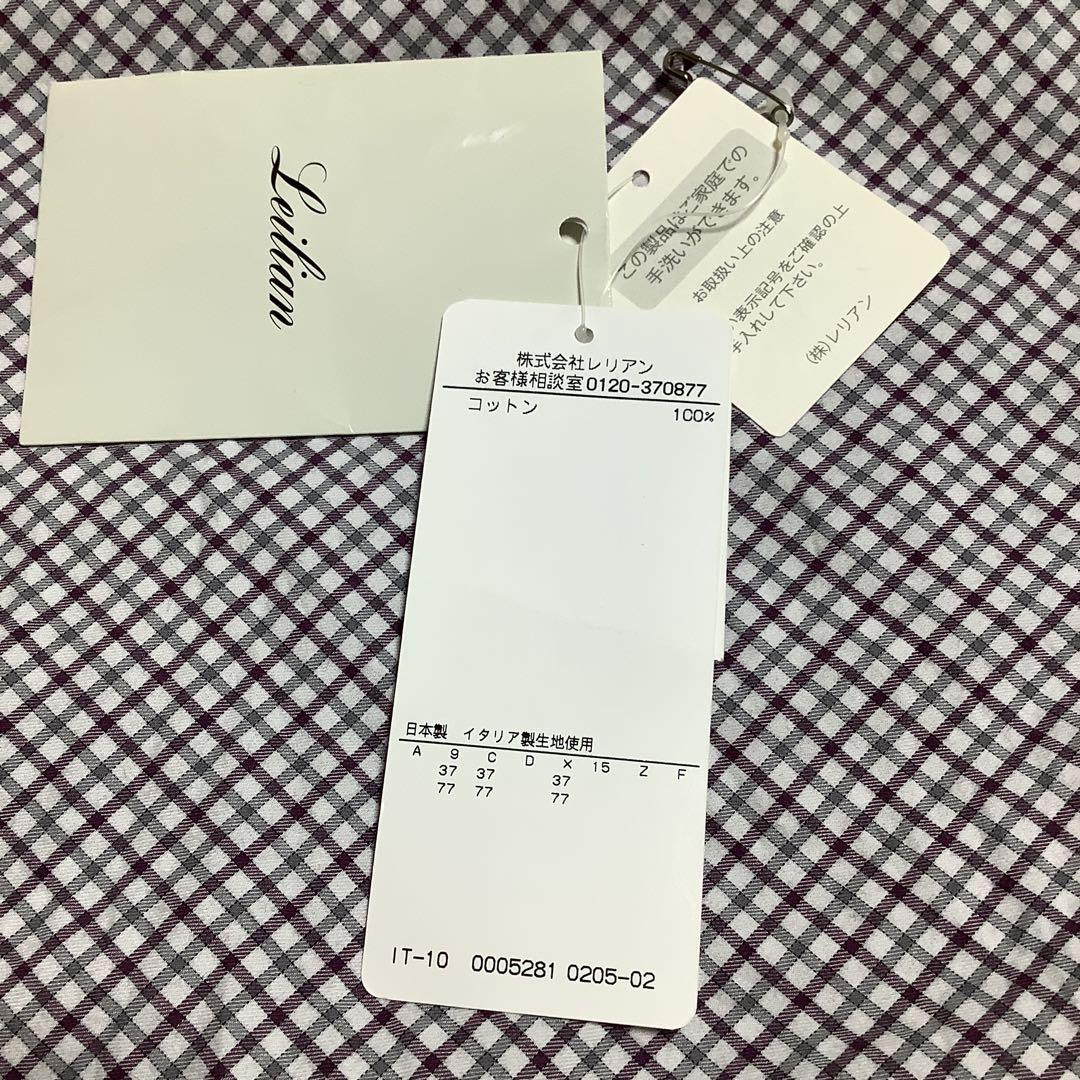 Leilian
この製品はご家庭での
手洗いができます。
お取扱い上の注意
表示記号をご確認の上
手入れして下さい。
(株)レリアン
株式会社レリアン
お客様相談室0120-370877
コットン 100%
日本製 イタリア製生地使用
A 9 C D × 15 Z F
37 37 37
77 77 77
IT-10 0005281 0205-02